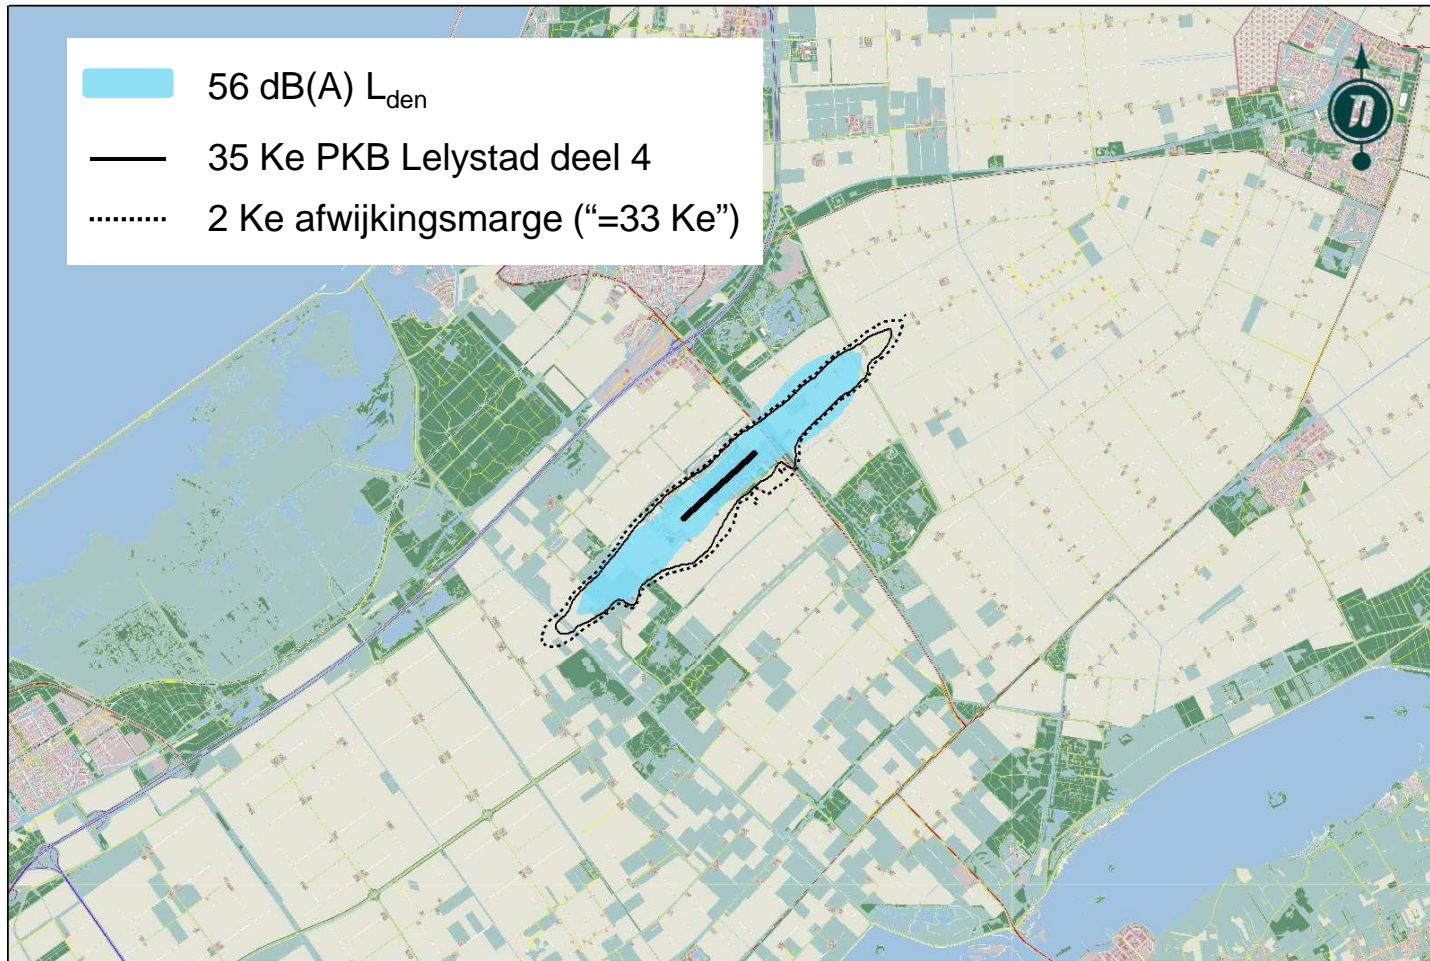 56 dB(A) Lden
35 Ke PKB Lelystad deel 4
2 Ke afwijkingsmarge (“=33 Ke”)